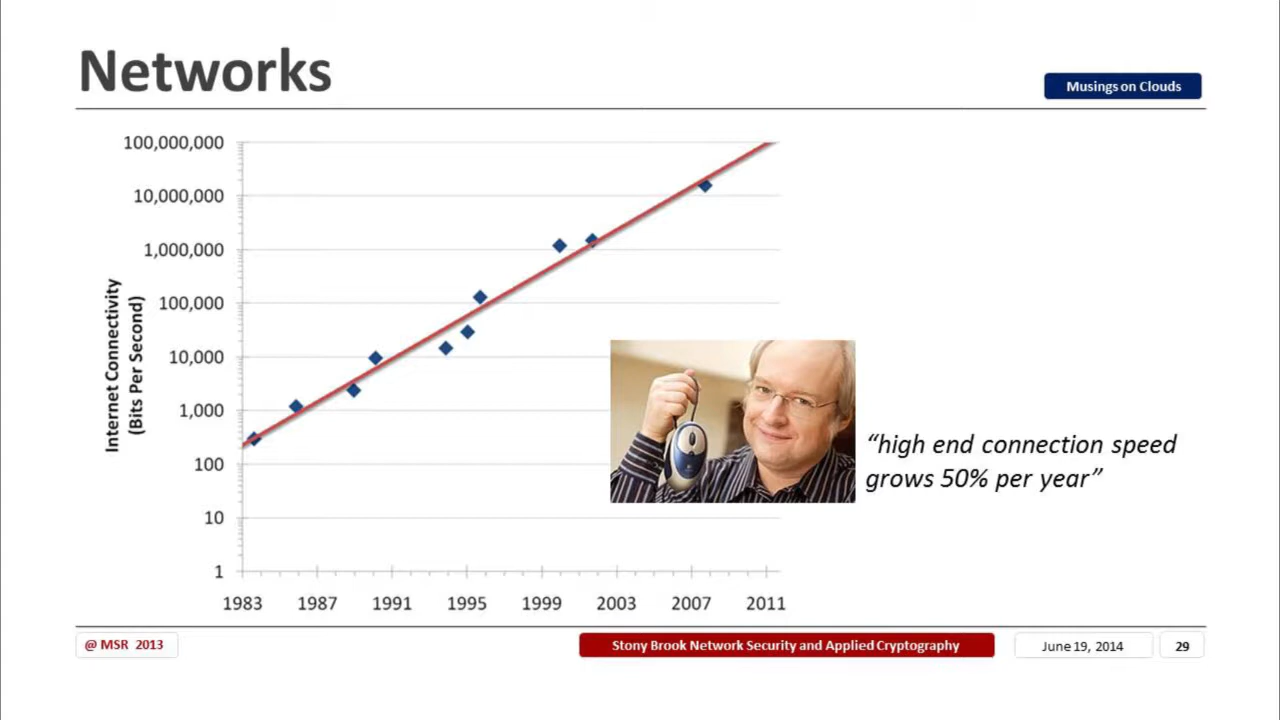 Networks
Musings on Clouds
100,000,000
10,000,000
1,000,000
100,000
10,000
1,000
100
10
1
Internet Connectivity
(Bits Per Second)
1983 1987 1991 1995 1999 2003 2007 2011
“high end connection speed
grows 50% per year”
@ MSR 2013
Stony Brook Network Security and Applied Cryptography
June 19, 2014
29